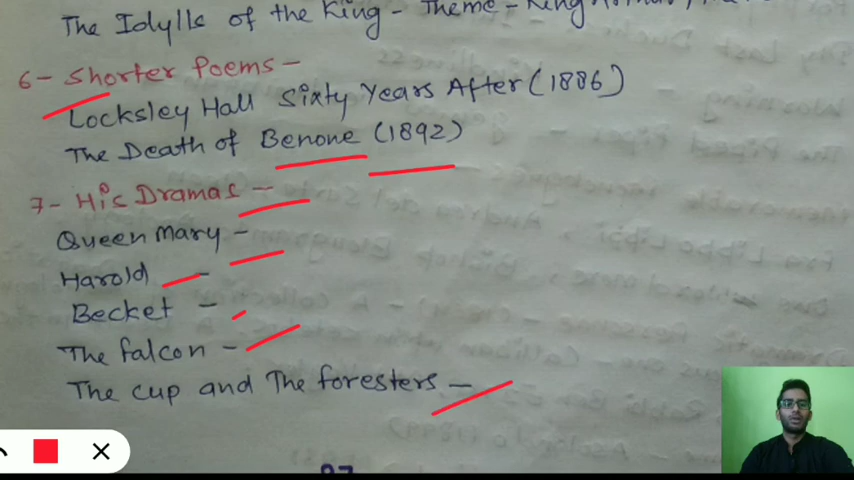 The Idylls of the King - Theme - King
6- Shorter Poems -
Locksley Hall Sixty Years After (1886)
The Death of Benone (1892)
7- His Dramas -
Queen Mary -
Harold -
Becket -
The falcon -
The cup and The foresters -